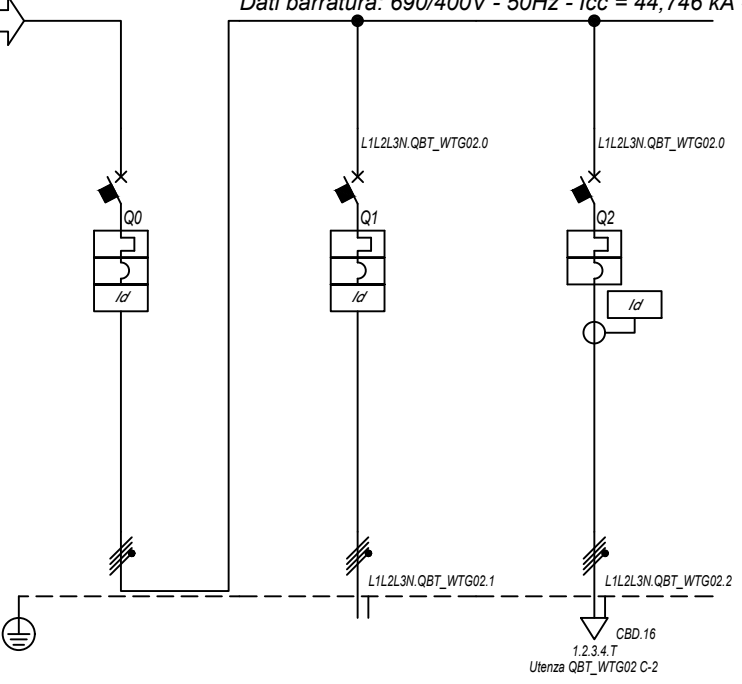 Dati barratura: 690/400V - 50Hz - Icc = 44,746 kA
L1L2L3N.QBT_WTG02.0
L1L2L3N.QBT_WTG02.0
Q0
Q1
Q2
Id
Id
Id
L1L2L3N.QBT_WTG02.1
L1L2L3N.QBT_WTG02.2
CBD.16
1.2.3.4.T
Utenza QBT_WTG02 C-2